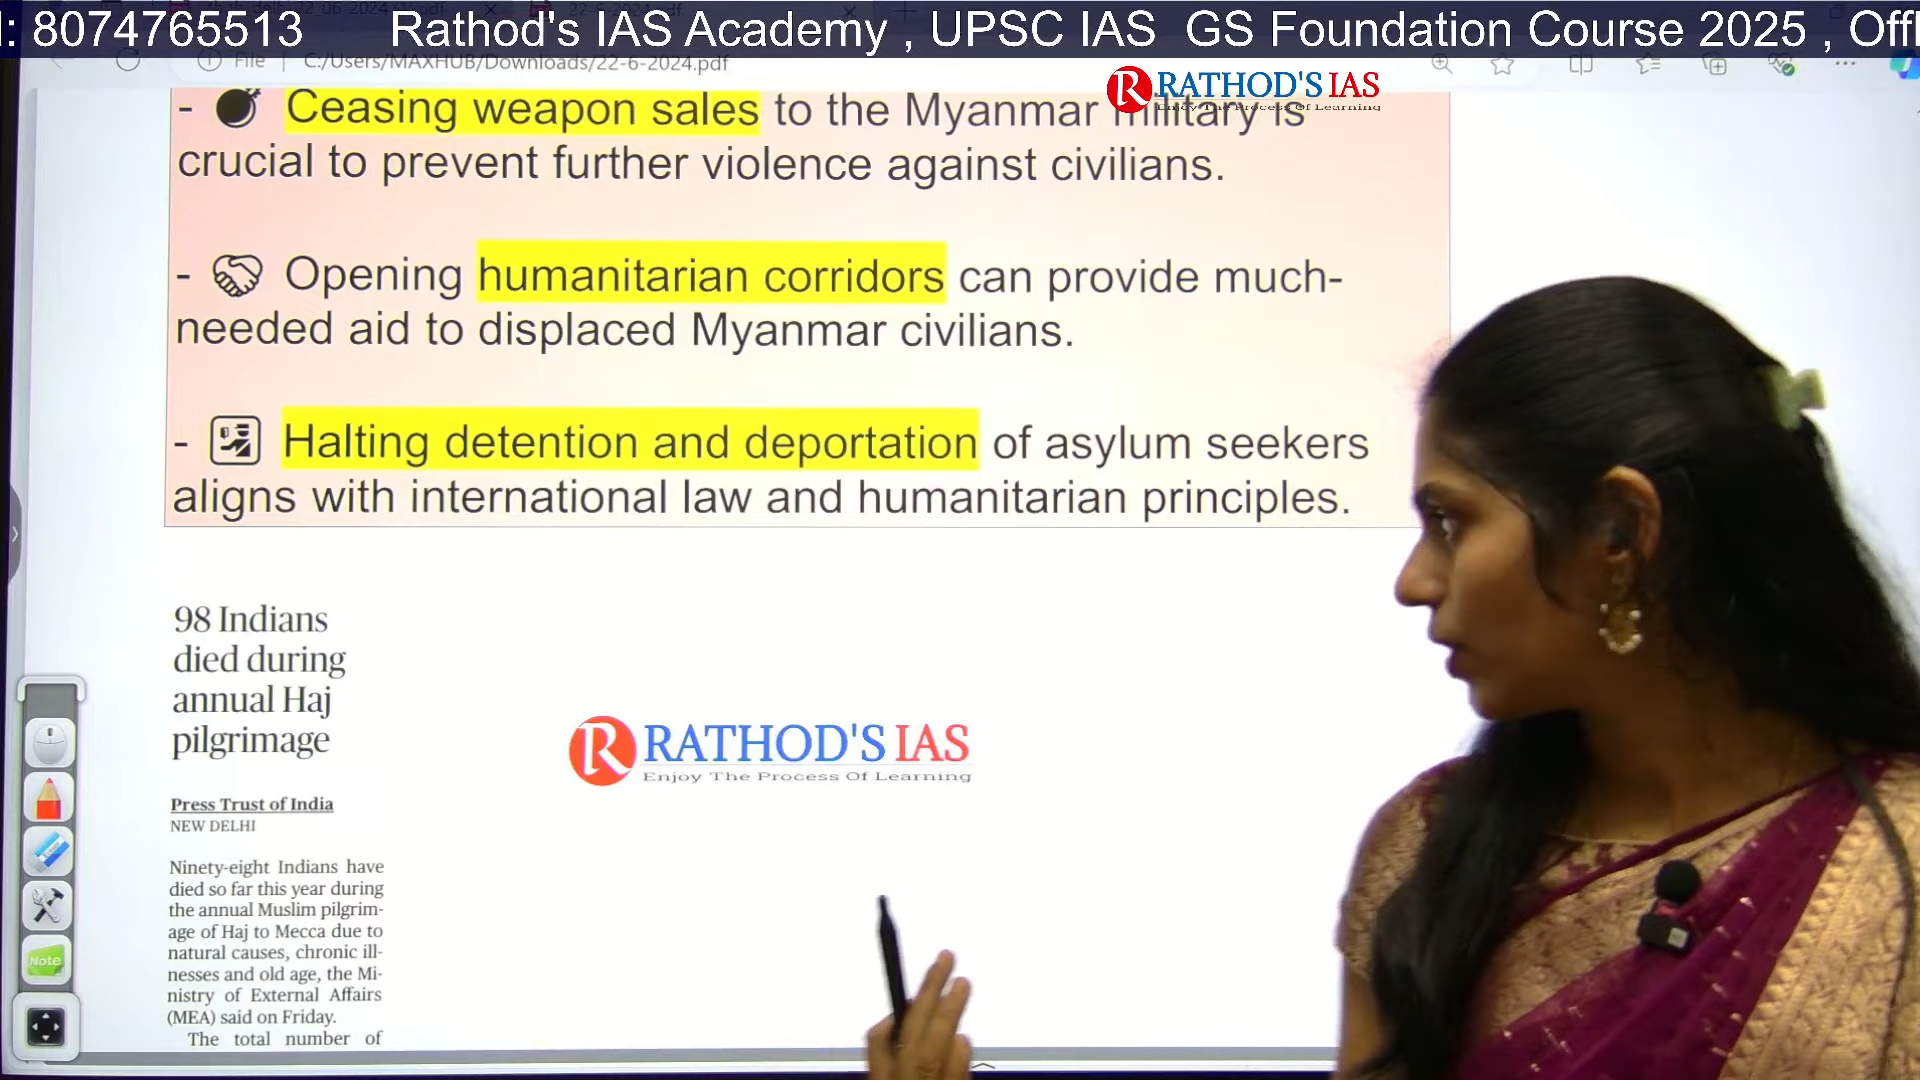 : 8074765513 Rathod's IAS Academy , UPSC IAS GS Foundation Course 2025 , Offl
File | C:/Users/MAXHUB/Downloads/22-6-2024.pdf
RATHOD'S IAS
Enjoy The Process Of Learning
- Ceasing weapon sales to the Myanmar military is
crucial to prevent further violence against civilians.
- Opening humanitarian corridors can provide much-
needed aid to displaced Myanmar civilians.
- Halting detention and deportation of asylum seekers
aligns with international law and humanitarian principles.
98 Indians
died during
annual Haj
pilgrimage
RATHOD'S IAS
Enjoy The Process Of Learning
Press Trust of India
NEW DELHI
Ninety-eight Indians have
died so far this year during
the annual Muslim pilgrim-
age of Haj to Mecca due to
natural causes, chronic ill-
nesses and old age, the Mi-
nistry of External Affairs
(MEA) said on Friday.
The total number of
Note